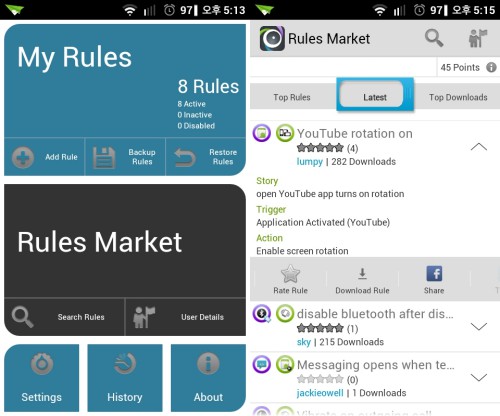 97 오후 5:13
My Rules
8 Rules
8 Active
0 Inactive
0 Disabled
Add Rule
Backup
Rules
Restore
Rules
Rules Market
Search Rules
User Details
Settings
History
About
97 오후 5:15
Rules Market
45 Points
Top Rules
Latest
Top Downloads
YouTube rotation on
(4)
lumpy | 282 Downloads
Story
open YouTube app turns on rotation
Trigger
Application Activated (YouTube)
Action
Enable screen rotation
Rate Rule
Download Rule
Share
T
disable bluetooth after dis...
(1)
sky | 215 Downloads
Messaging opens when te...
(0)
jackieowell | 1 Downloads
Vibrate on outgoing call